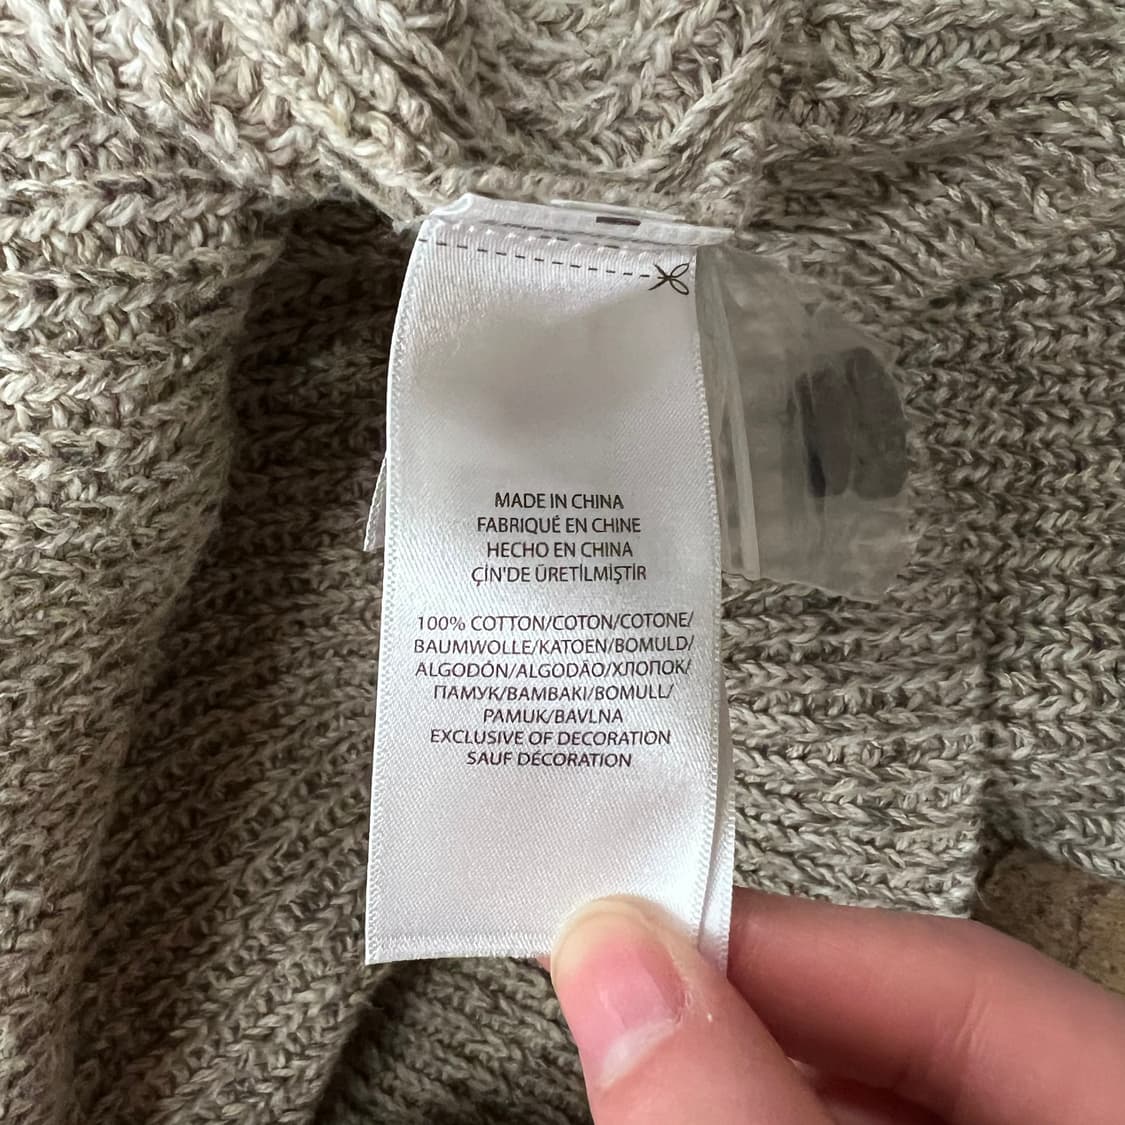 MADE IN CHINA
FABRIQUÉ EN CHINE
HECHO EN CHINA
ÇİN'DE ÜRETİLMİŞTİR
100% COTTON/COTON/COTONE/
BAUMWOLLE/KATOEN/BOMULD/
ALGODÓN/ALGODÃO/ХЛОПОК/
ПАМУК/BAMBAKI/BOMULL/
PAMUK/BAVLNA
EXCLUSIVE OF DECORATION
SAUF DÉCORATION